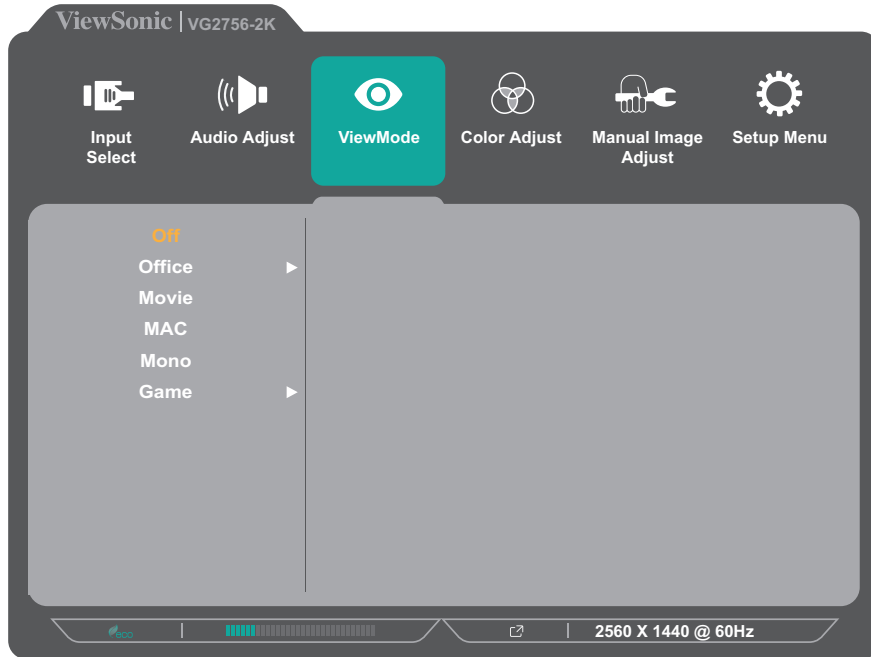 ViewSonic | VG2756-2K
Input Select
Audio Adjust
ViewMode
Color Adjust
Manual Image Adjust
Setup Menu
Off
Office
Movie
MAC
Mono
Game
eco
2560 X 1440 @ 60Hz